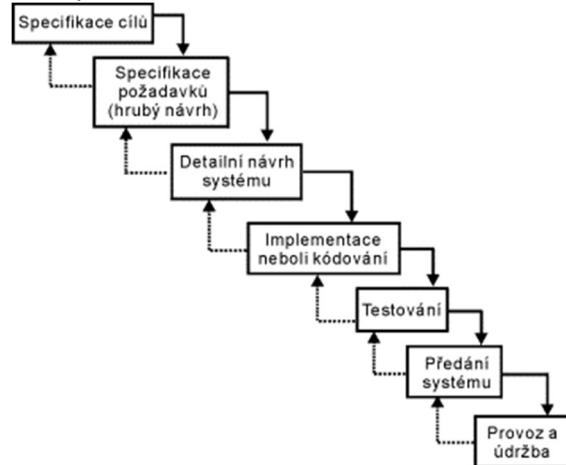 Specifikace cílů
Specifikace
požadavků
(hrubý návrh)
Detailní návrh
systému
Implementace
neboli kódování
Testování
Předání
systému
Provoz a
údržba